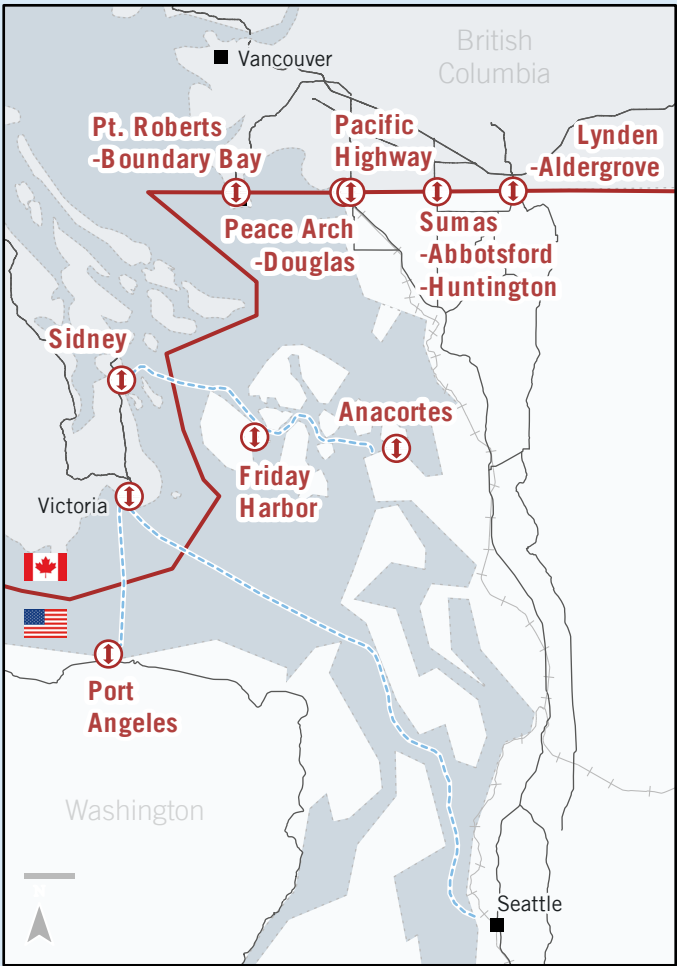 British
Columbia
Vancouver
Pt. Roberts
-Boundary Bay
Pacific
Highway
Lynden
-Aldergrove
Peace Arch
-Douglas
Sumas
-Abbotsford
-Huntington
Sidney
Anacortes
Friday
Harbor
Victoria
Port
Angeles
Washington
N
Seattle